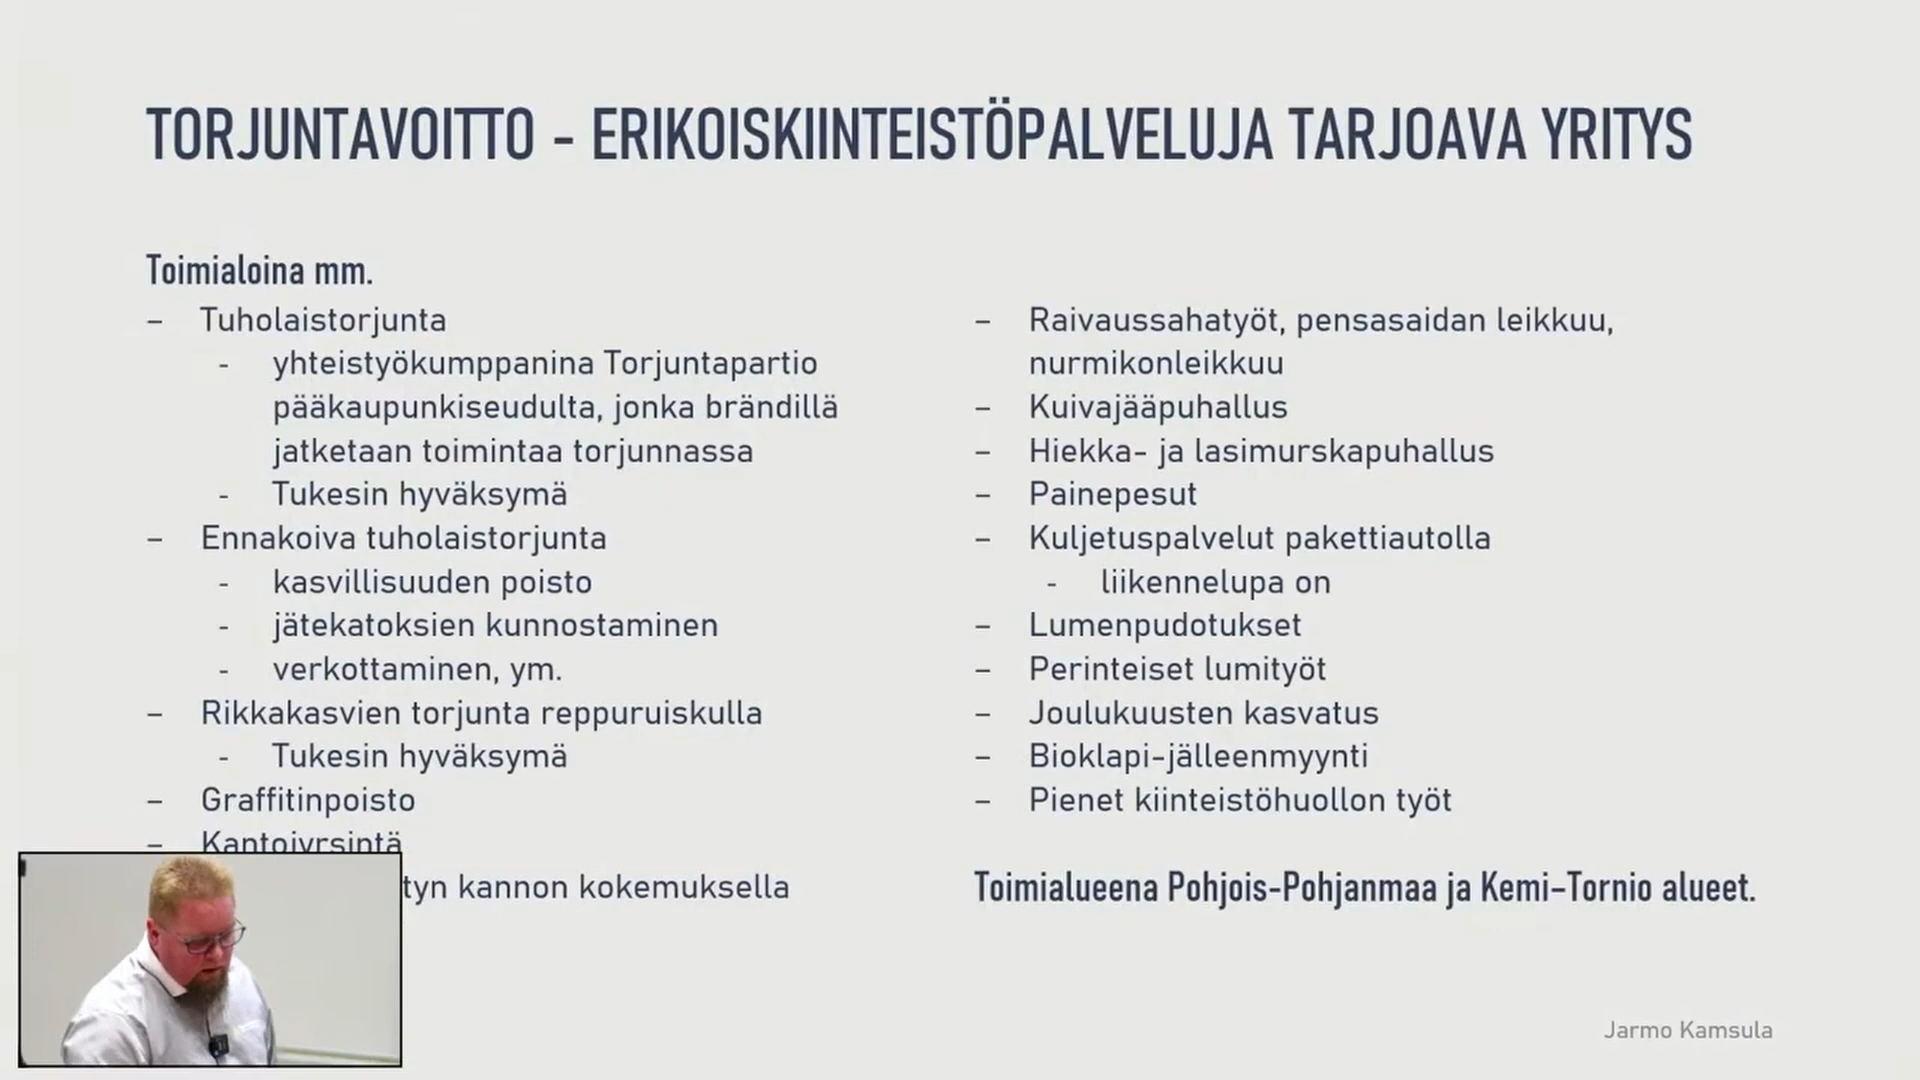 TORJUNTAVOITTO - ERIKOISKIINTEISTÖPALVELUJA TARJOAVA YRITYS
Toimialoina mm.
– Tuholaistorjunta
- yhteistyökumppanina Torjuntapartio
pääkaupunkiseudulta, jonka brändillä
jatketaan toimintaa torjunnassa
- Tukesin hyväksymä
– Ennakoiva tuholaistorjunta
- kasvillisuuden poisto
- jätekatoksien kunnostaminen
- verkottaminen, ym.
– Rikkakasvien torjunta reppuruiskulla
- Tukesin hyväksymä
– Graffitinpoisto
– Kantojyrsintä
kannon kokemuksella
– Raivaussahatyöt, pensasaidan leikkuu,
nurmikonleikkuu
– Kuivajääpuhallus
– Hiekka- ja lasimurskapuhallus
– Painepesut
– Kuljetuspalvelut pakettiautolla
- liikennelupa on
– Lumenpudotukset
– Perinteiset lumityöt
– Joulukuusten kasvatus
– Bioklapi-jälleenmyynti
– Pienet kiinteistöhuollon työt
Toimialueena Pohjois-Pohjanmaa ja Kemi-Tornio alueet.
Jarmo Kamsula